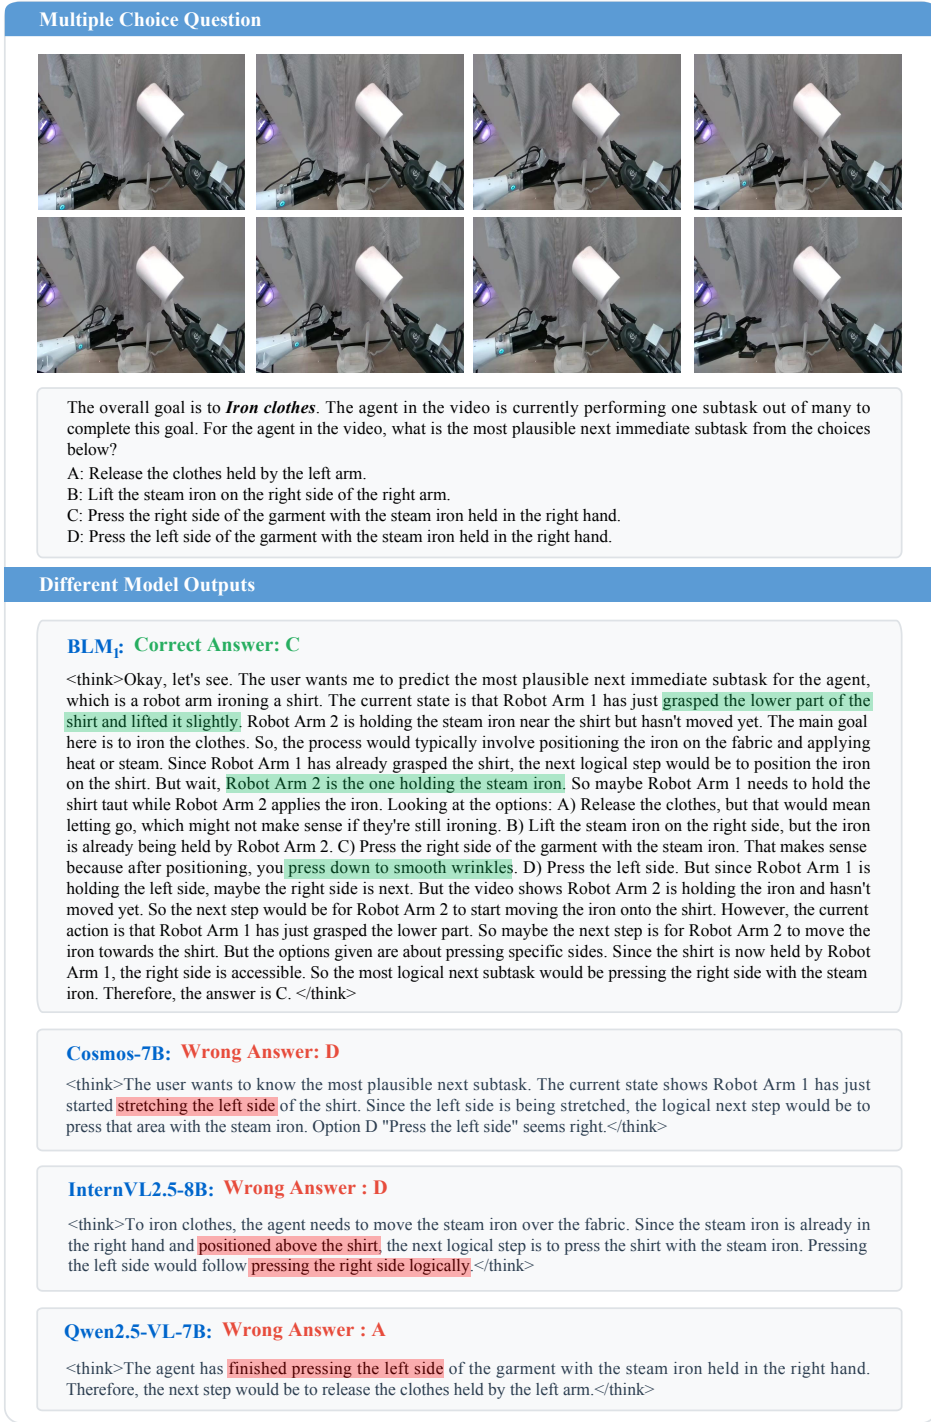 Multiple Choice Question
The overall goal is to Iron clothes. The agent in the video is currently performing one subtask out of many to
complete this goal. For the agent in the video, what is the most plausible next immediate subtask from the choices
below?
A: Release the clothes held by the left arm.
B: Lift the steam iron on the right side of the right arm.
C: Press the right side of the garment with the steam iron held in the right hand.
D: Press the left side of the garment with the steam iron held in the right hand.
Different Model Outputs
BLM1: Correct Answer: C
<think>Okay, let's see. The user wants me to predict the most plausible next immediate subtask for the agent,
which is a robot arm ironing a shirt. The current state is that Robot Arm 1 has just grasped the lower part of the
shirt and lifted it slightly. Robot Arm 2 is holding the steam iron near the shirt but hasn't moved yet. The main goal
here is to iron the clothes. So, the process would typically involve positioning the iron on the fabric and applying
heat or steam. Since Robot Arm 1 has already grasped the shirt, the next logical step would be to position the iron
on the shirt. But wait, Robot Arm 2 is the one holding the steam iron. So maybe Robot Arm 1 needs to hold the
shirt taut while Robot Arm 2 applies the iron. Looking at the options: A) Release the clothes, but that would mean
letting go, which might not make sense if they're still ironing. B) Lift the steam iron on the right side, but the iron
is already being held by Robot Arm 2. C) Press the right side of the garment with the steam iron. That makes sense
because after positioning, you press down to smooth wrinkles. D) Press the left side. But since Robot Arm 1 is
holding the left side, maybe the right side is next. But the video shows Robot Arm 2 is holding the iron and hasn't
moved yet. So the next step would be for Robot Arm 2 to start moving the iron onto the shirt. However, the current
action is that Robot Arm 1 has just grasped the lower part. So maybe the next step is for Robot Arm 2 to move the
iron towards the shirt. But the options given are about pressing specific sides. Since the shirt is now held by Robot
Arm 1, the right side is accessible. So the most logical next subtask would be pressing the right side with the steam
iron. Therefore, the answer is C. </think>
Cosmos-7B: Wrong Answer: D
<think>The user wants to know the most plausible next subtask. The current state shows Robot Arm 1 has just
started stretching the left side of the shirt. Since the left side is being stretched, the logical next step would be to
press that area with the steam iron. Option D "Press the left side" seems right.</think>
InternVL2.5-8B: Wrong Answer : D
<think>To iron clothes, the agent needs to move the steam iron over the fabric. Since the steam iron is already in
the right hand and positioned above the shirt, the next logical step is to press the shirt with the steam iron. Pressing
the left side would follow pressing the right side logically.</think>
Qwen2.5-VL-7B: Wrong Answer : A
<think>The agent has finished pressing the left side of the garment with the steam iron held in the right hand.
Therefore, the next step would be to release the clothes held by the left arm.</think>